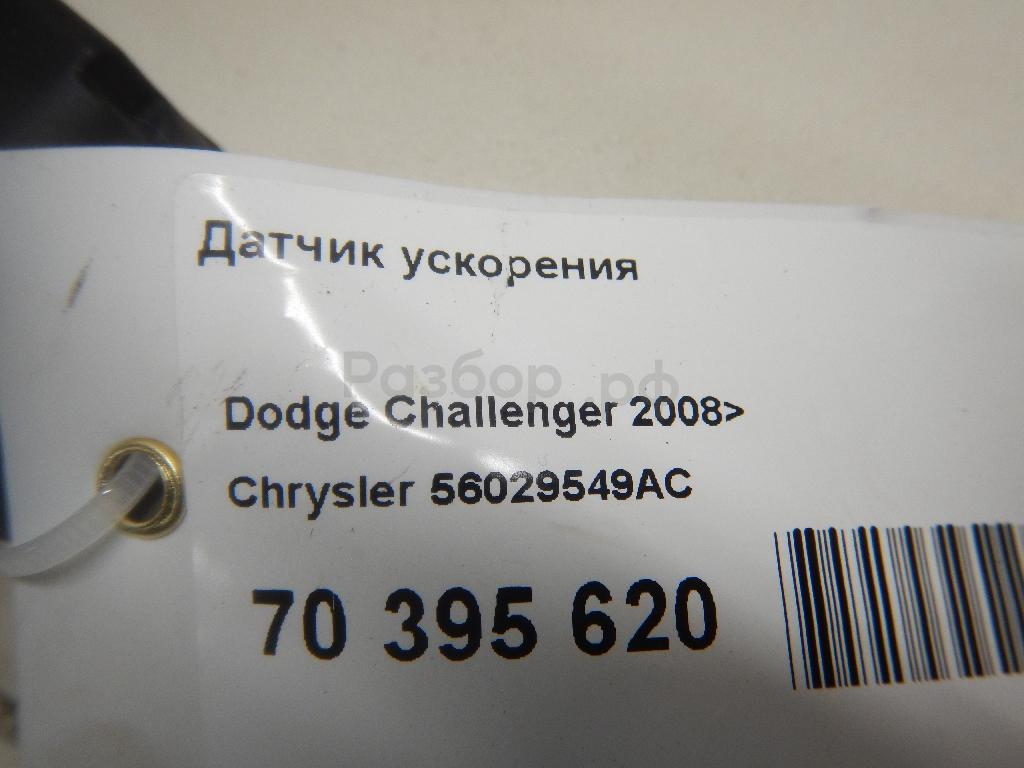 Датчик ускорения
Разбор.рф
Dodge Challenger 2008>
Chrysler 56029549AC
70 395 620